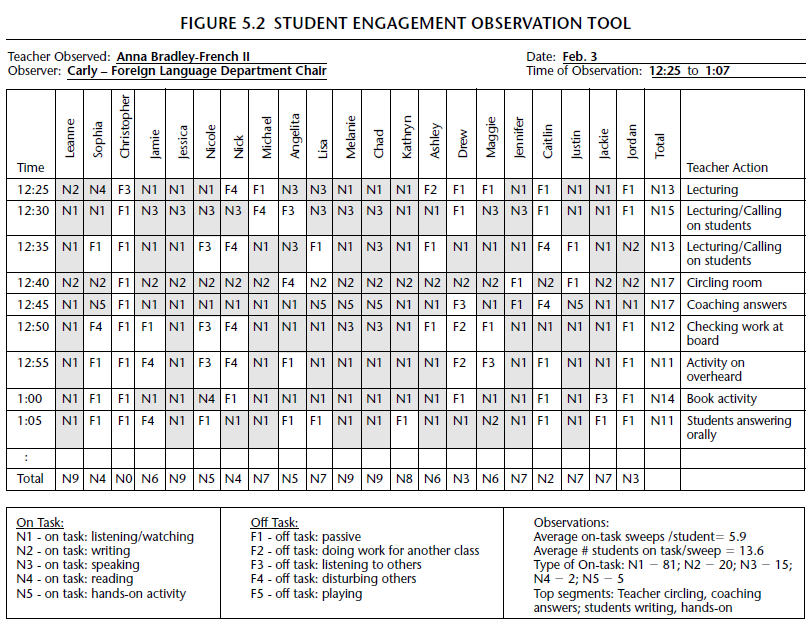 FIGURE 5.2 STUDENT ENGAGEMENT OBSERVATION TOOL
Teacher Observed: Anna Bradley-French II Date: Feb. 3
Observer: Carly – Foreign Language Department Chair Time of Observation: 12:25 to 1:07
Time Leanne Sophia Christopher Jamie Jessica Nicole Nick Michael Angelita Lisa Melanie Chad Kathryn Ashley Drew Maggie Jennifer Caitlin Justin Jackie Jordan Total Teacher Action
12:25 N2 N4 F3 N1 N1 N1 F4 F1 N3 N3 N1 N1 N1 F2 F1 F1 N1 F1 N1 N1 F1 N13 Lecturing
12:30 N1 N1 F1 N3 N3 N3 N3 F4 F3 N3 N3 N3 N1 N1 F1 N3 N3 F1 N1 N1 F1 N15 Lecturing/Calling
on students
12:35 N1 F1 F1 N1 N1 F3 F4 N1 N3 F1 N1 N3 N1 F1 N1 N1 N1 F4 F1 N1 N2 N13 Lecturing/Calling
on students
12:40 N2 N2 F1 N2 N2 N2 N2 N2 F4 N2 N2 N2 N2 N2 N2 N2 F1 N2 F1 N2 N2 N17 Circling room
12:45 N1 N5 F1 N1 N1 N1 N1 N1 N1 N5 N5 N5 N1 N1 F3 N1 F1 F4 N5 N1 N1 N17 Coaching answers
12:50 N1 F4 F1 F1 N1 F3 F4 N1 N1 N1 N3 N3 N1 F1 F2 F1 N1 N1 N1 N1 F1 N12 Checking work at
board
12:55 N1 F1 F1 F4 N1 F3 F4 N1 F1 N1 N1 N1 N1 N1 F2 F3 N1 F1 N1 N1 F1 N11 Activity on
overheard
1:00 N1 F1 F1 N1 N1 N4 F1 N1 N1 N1 N1 N1 N1 N1 F1 N1 N1 F1 N1 F3 F1 N14 Book activity
1:05 N1 F1 F1 F4 N1 F1 N1 N1 F1 F1 N1 N1 F1 N1 N1 N2 N1 F1 N1 F1 F1 N11 Students answering
orally
:
Total N9 N4 N0 N6 N9 N5 N4 N7 N5 N7 N9 N9 N8 N6 N3 N6 N7 N2 N7 N7 N3
On Task:
N1 - on task: listening/watching
N2 - on task: writing
N3 - on task: speaking
N4 - on task: reading
N5 - on task: hands-on activity
Off Task:
F1 - off task: passive
F2 - off task: doing work for another class
F3 - off task: listening to others
F4 - off task: disturbing others
F5 - off task: playing
Observations:
Average on-task sweeps /student= 5.9
Average # students on task/sweep = 13.6
Type of On-task: N1 – 81; N2 – 20; N3 – 15;
N4 – 2; N5 – 5
Top segments: Teacher circling, coaching
answers; students writing, hands-on